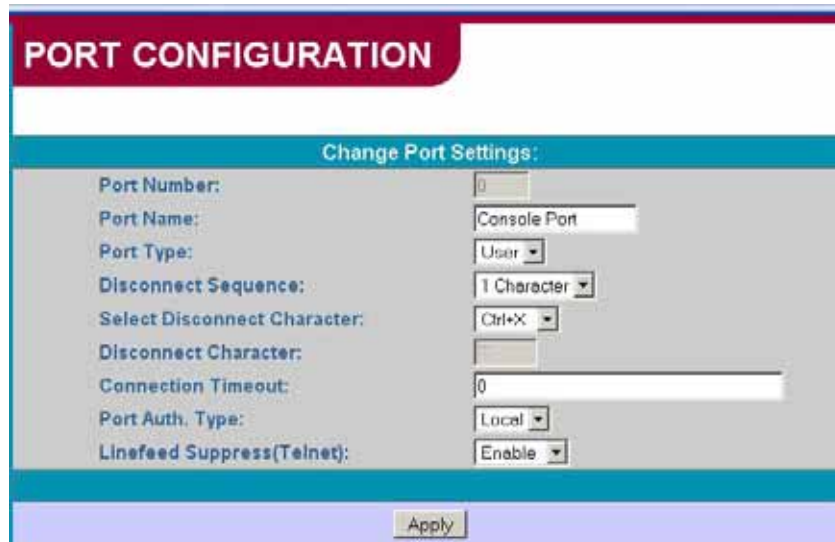 PORT CONFIGURATION
Change Port Settings:
Port Number: 0
Port Name: Console Port
Port Type: User
Disconnect Sequence: 1 Character
Select Disconnect Character: Ctrl+X
Disconnect Character:
Connection Timeout: 0
Port Auth. Type: Local
Linefeed Suppress(Telnet): Enable
Apply